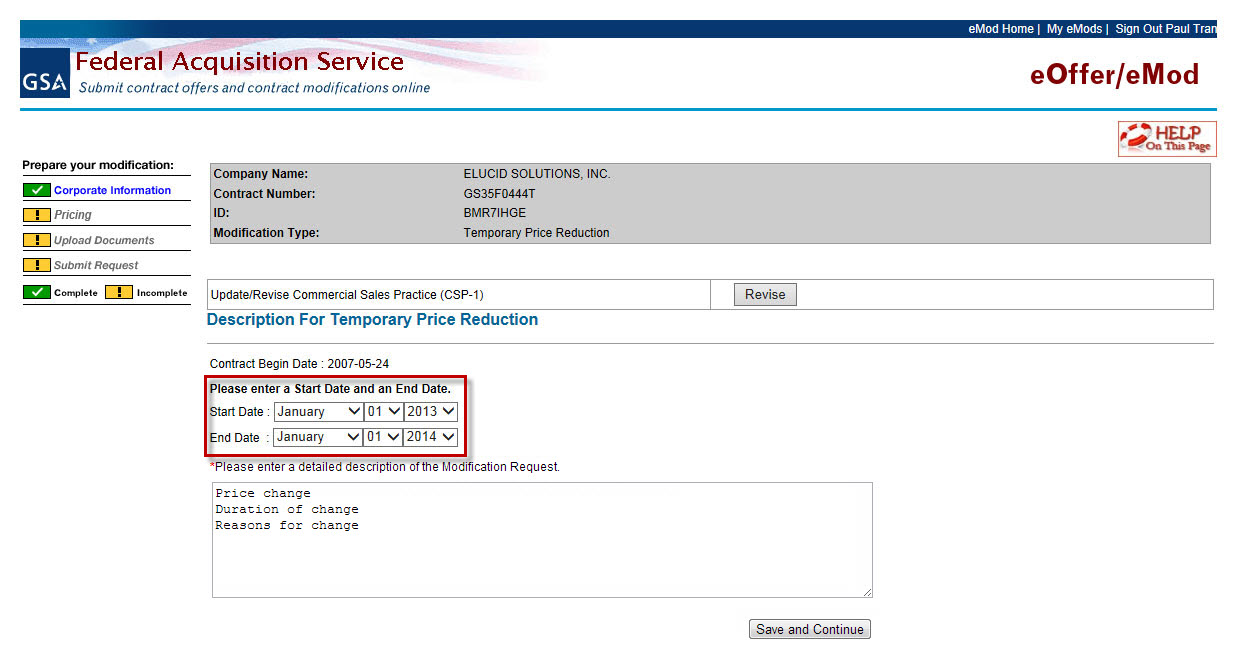 eMod Home | My eMods | Sign Out Paul Tran
GSA
Federal Acquisition Service
Submit contract offers and contract modifications online
eOffer/eMod
HELP
On This Page
Prepare your modification:
Corporate Information
Pricing
Upload Documents
Submit Request
Complete ! Incomplete
Company Name: ELUCID SOLUTIONS, INC.
Contract Number: GS35F0444T
ID: BMR7IHGE
Modification Type: Temporary Price Reduction
Update/Revise Commercial Sales Practice (CSP-1) Revise
Description For Temporary Price Reduction
Contract Begin Date : 2007-05-24
Please enter a Start Date and an End Date.
Start Date : January 01 2013
End Date : January 01 2014
*Please enter a detailed description of the Modification Request.
Price change
Duration of change
Reasons for change
Save and Continue